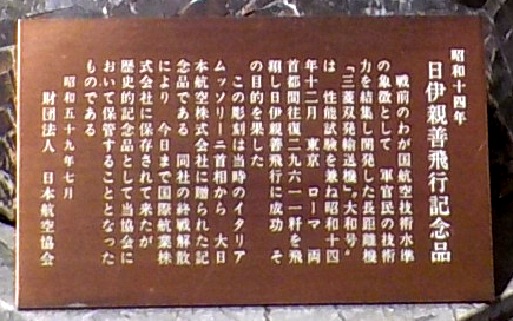 昭和十四年
日伊親善飛行記念品
戦前のわが国航空技術水準
の象徴として 軍官民の技術
力を結集し開発した長距離機
「三菱双発輸送機」"大和号"
は 性能試験を兼ね昭和十四
年十二月 東京 ローマ 両
首都間往復二九六一一粁を飛
翔し日伊親善飛行に成功 そ
の目的を果した
この彫刻は当時のイタリア
ムッソリーニ首相から 大日
本航空株式会社に贈られた記
念品である 同社の終戦解散
により 今日まで国際航業株
式会社に保存されて来たが
歴史的記念品として当協会に
おいて保管することとなった
ものである
昭和五十九年七月
財団法人 日本航空協会